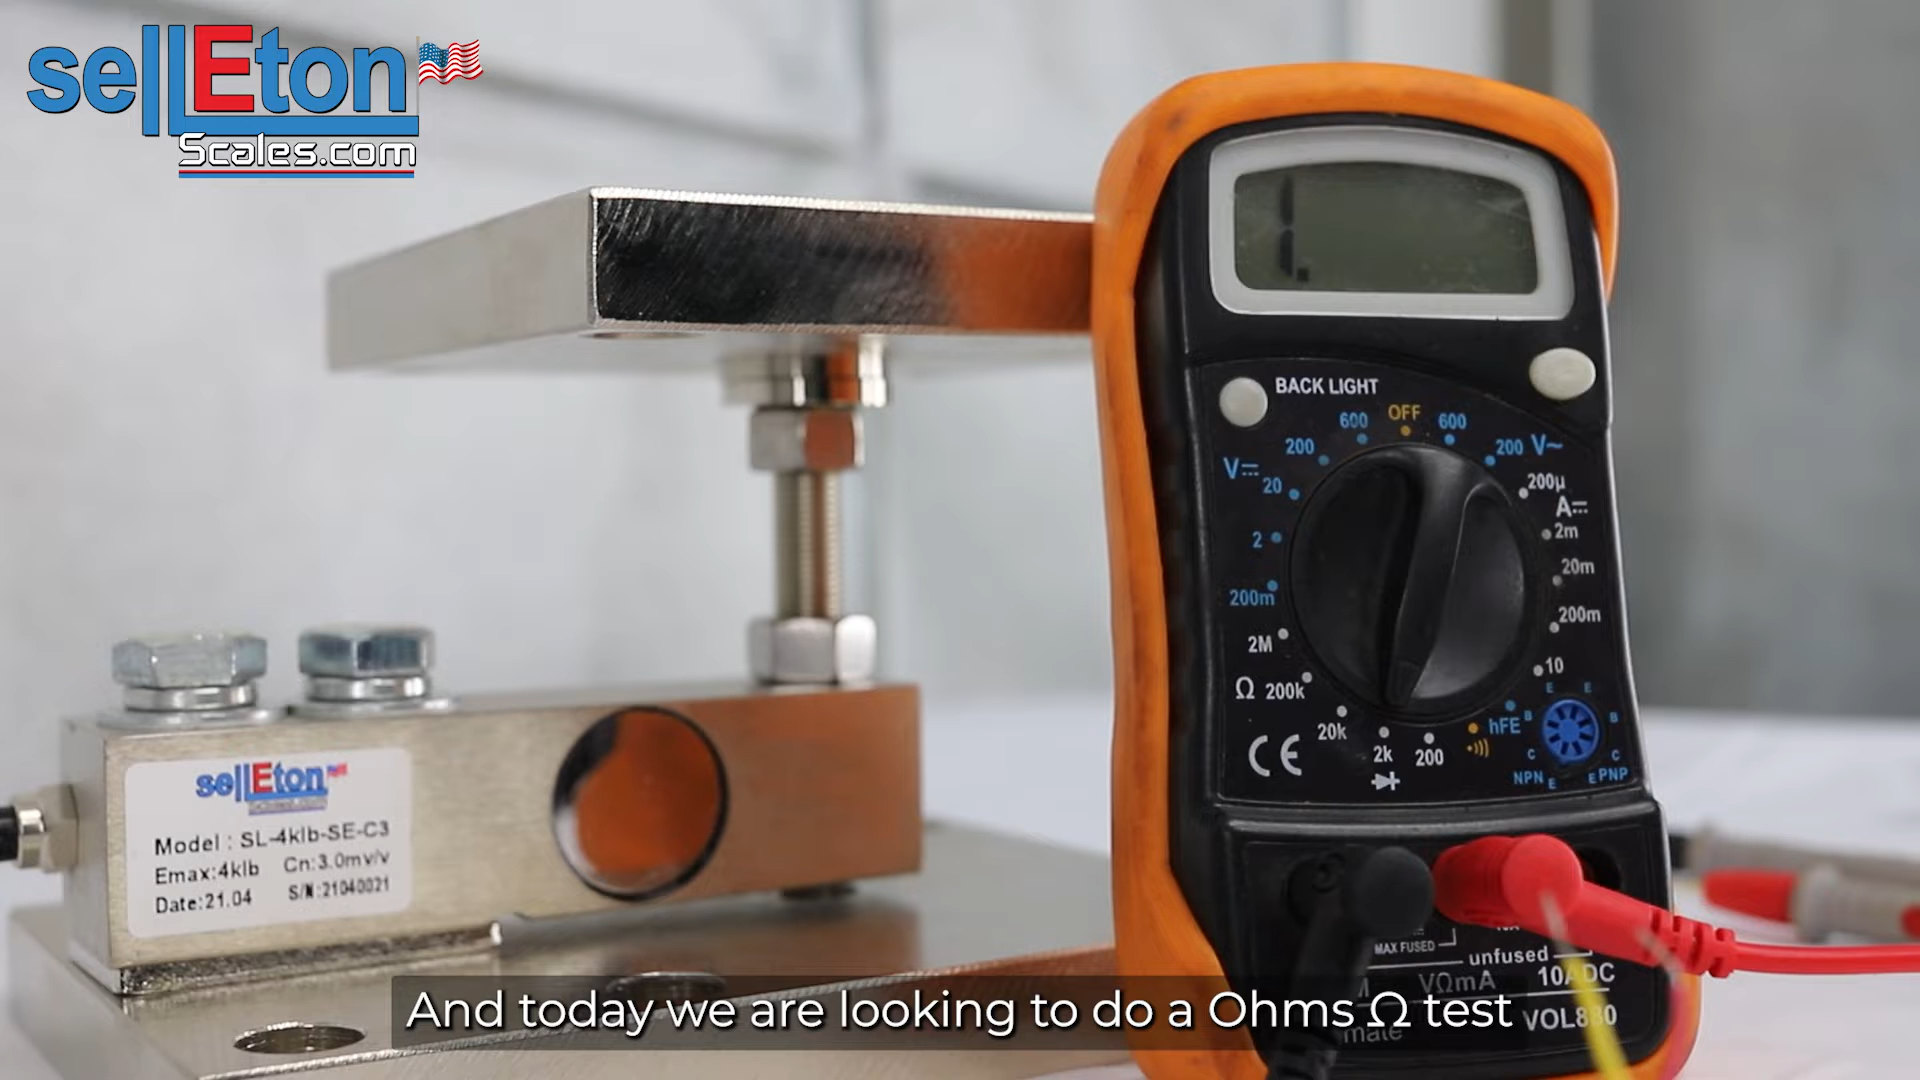 sellEton
Scales.com
1.
BACK LIGHT
OFF
600
600
200
200 V~
V⎓
20
200µ
A⎓
2
2m
20m
200m
200m
2M
10
Ω 200k
20k
2k
200
hFE
E E
B B
C C
NPN E
E PNP
CE
sellEton
Model : SL-4klb-SE-C3
Emax:4klb Cn:3.0mv/v
Date:21.04 S/N:21040021
MAX FUSED
unfused
VΩmA
10ADC
mate
And today we are looking to do a Ohms Ω test